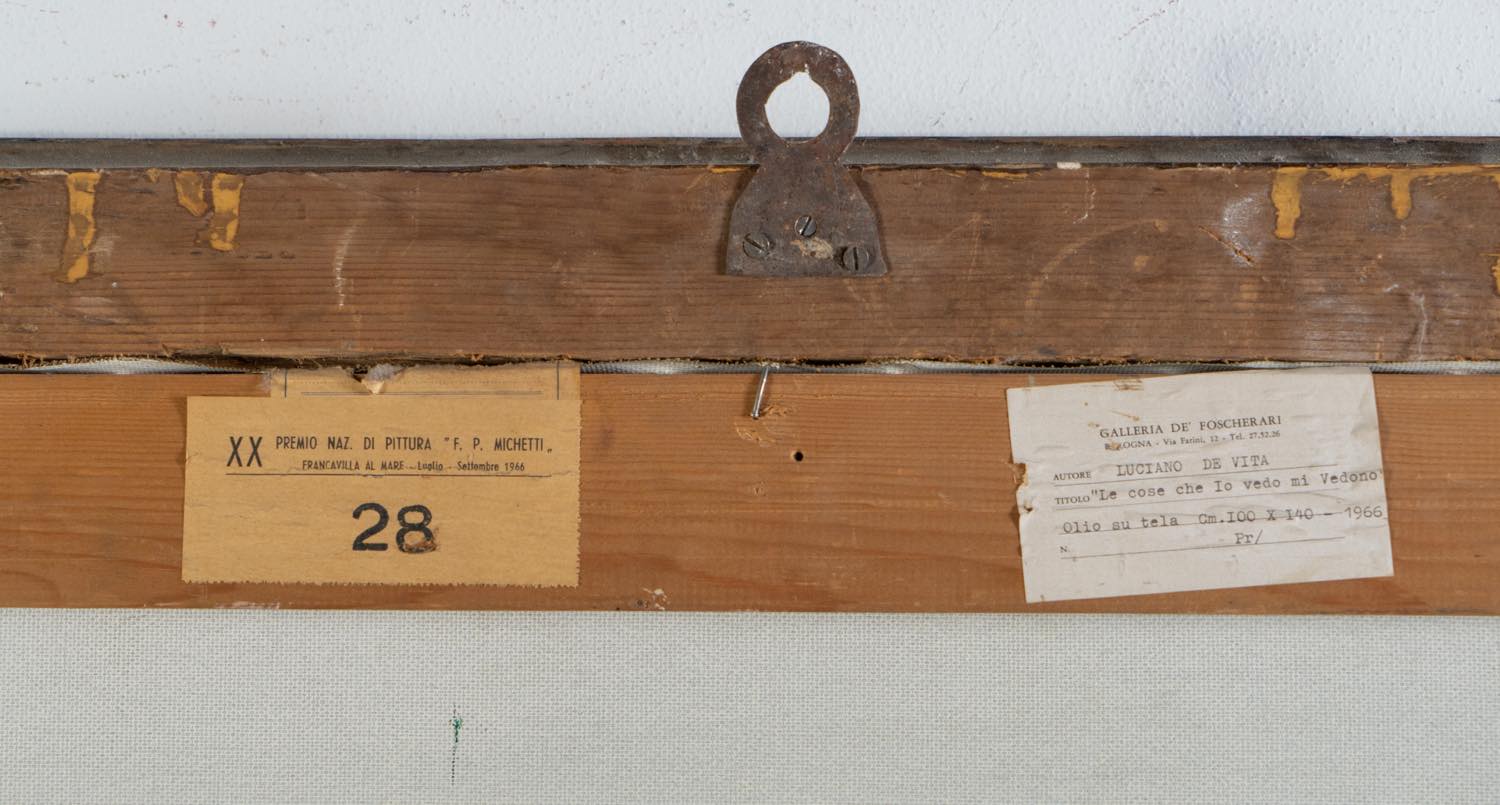 XX PREMIO NAZ. DI PITTURA "F. P. MICHETTI„
FRANCAVILLA AL MARE - Luglio - Settembre 1966
28
GALLERIA DE' FOSCHERARI
BOLOGNA - Via Farini, 12 - Tel. 27.52.26
AUTORE LUCIANO DE VITA
TITOLO "Le cose che Io vedo mi Vedono"
Olio su tela Cm.I00 X I40 - 1966
Pr/
N.